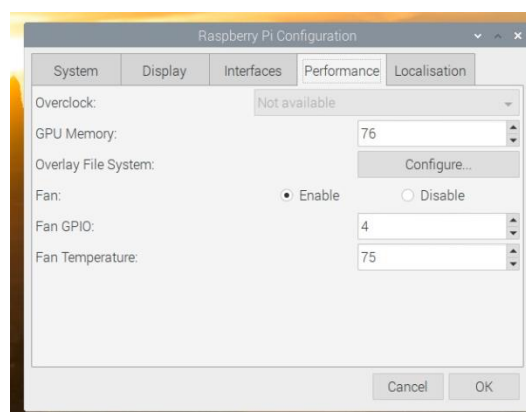 Raspberry Pi Configuration
System Display Interfaces Performance Localisation
Overclock: Not available
GPU Memory: 76
Overlay File System: Configure...
Fan: Enable Disable
Fan GPIO: 4
Fan Temperature: 75
Cancel OK